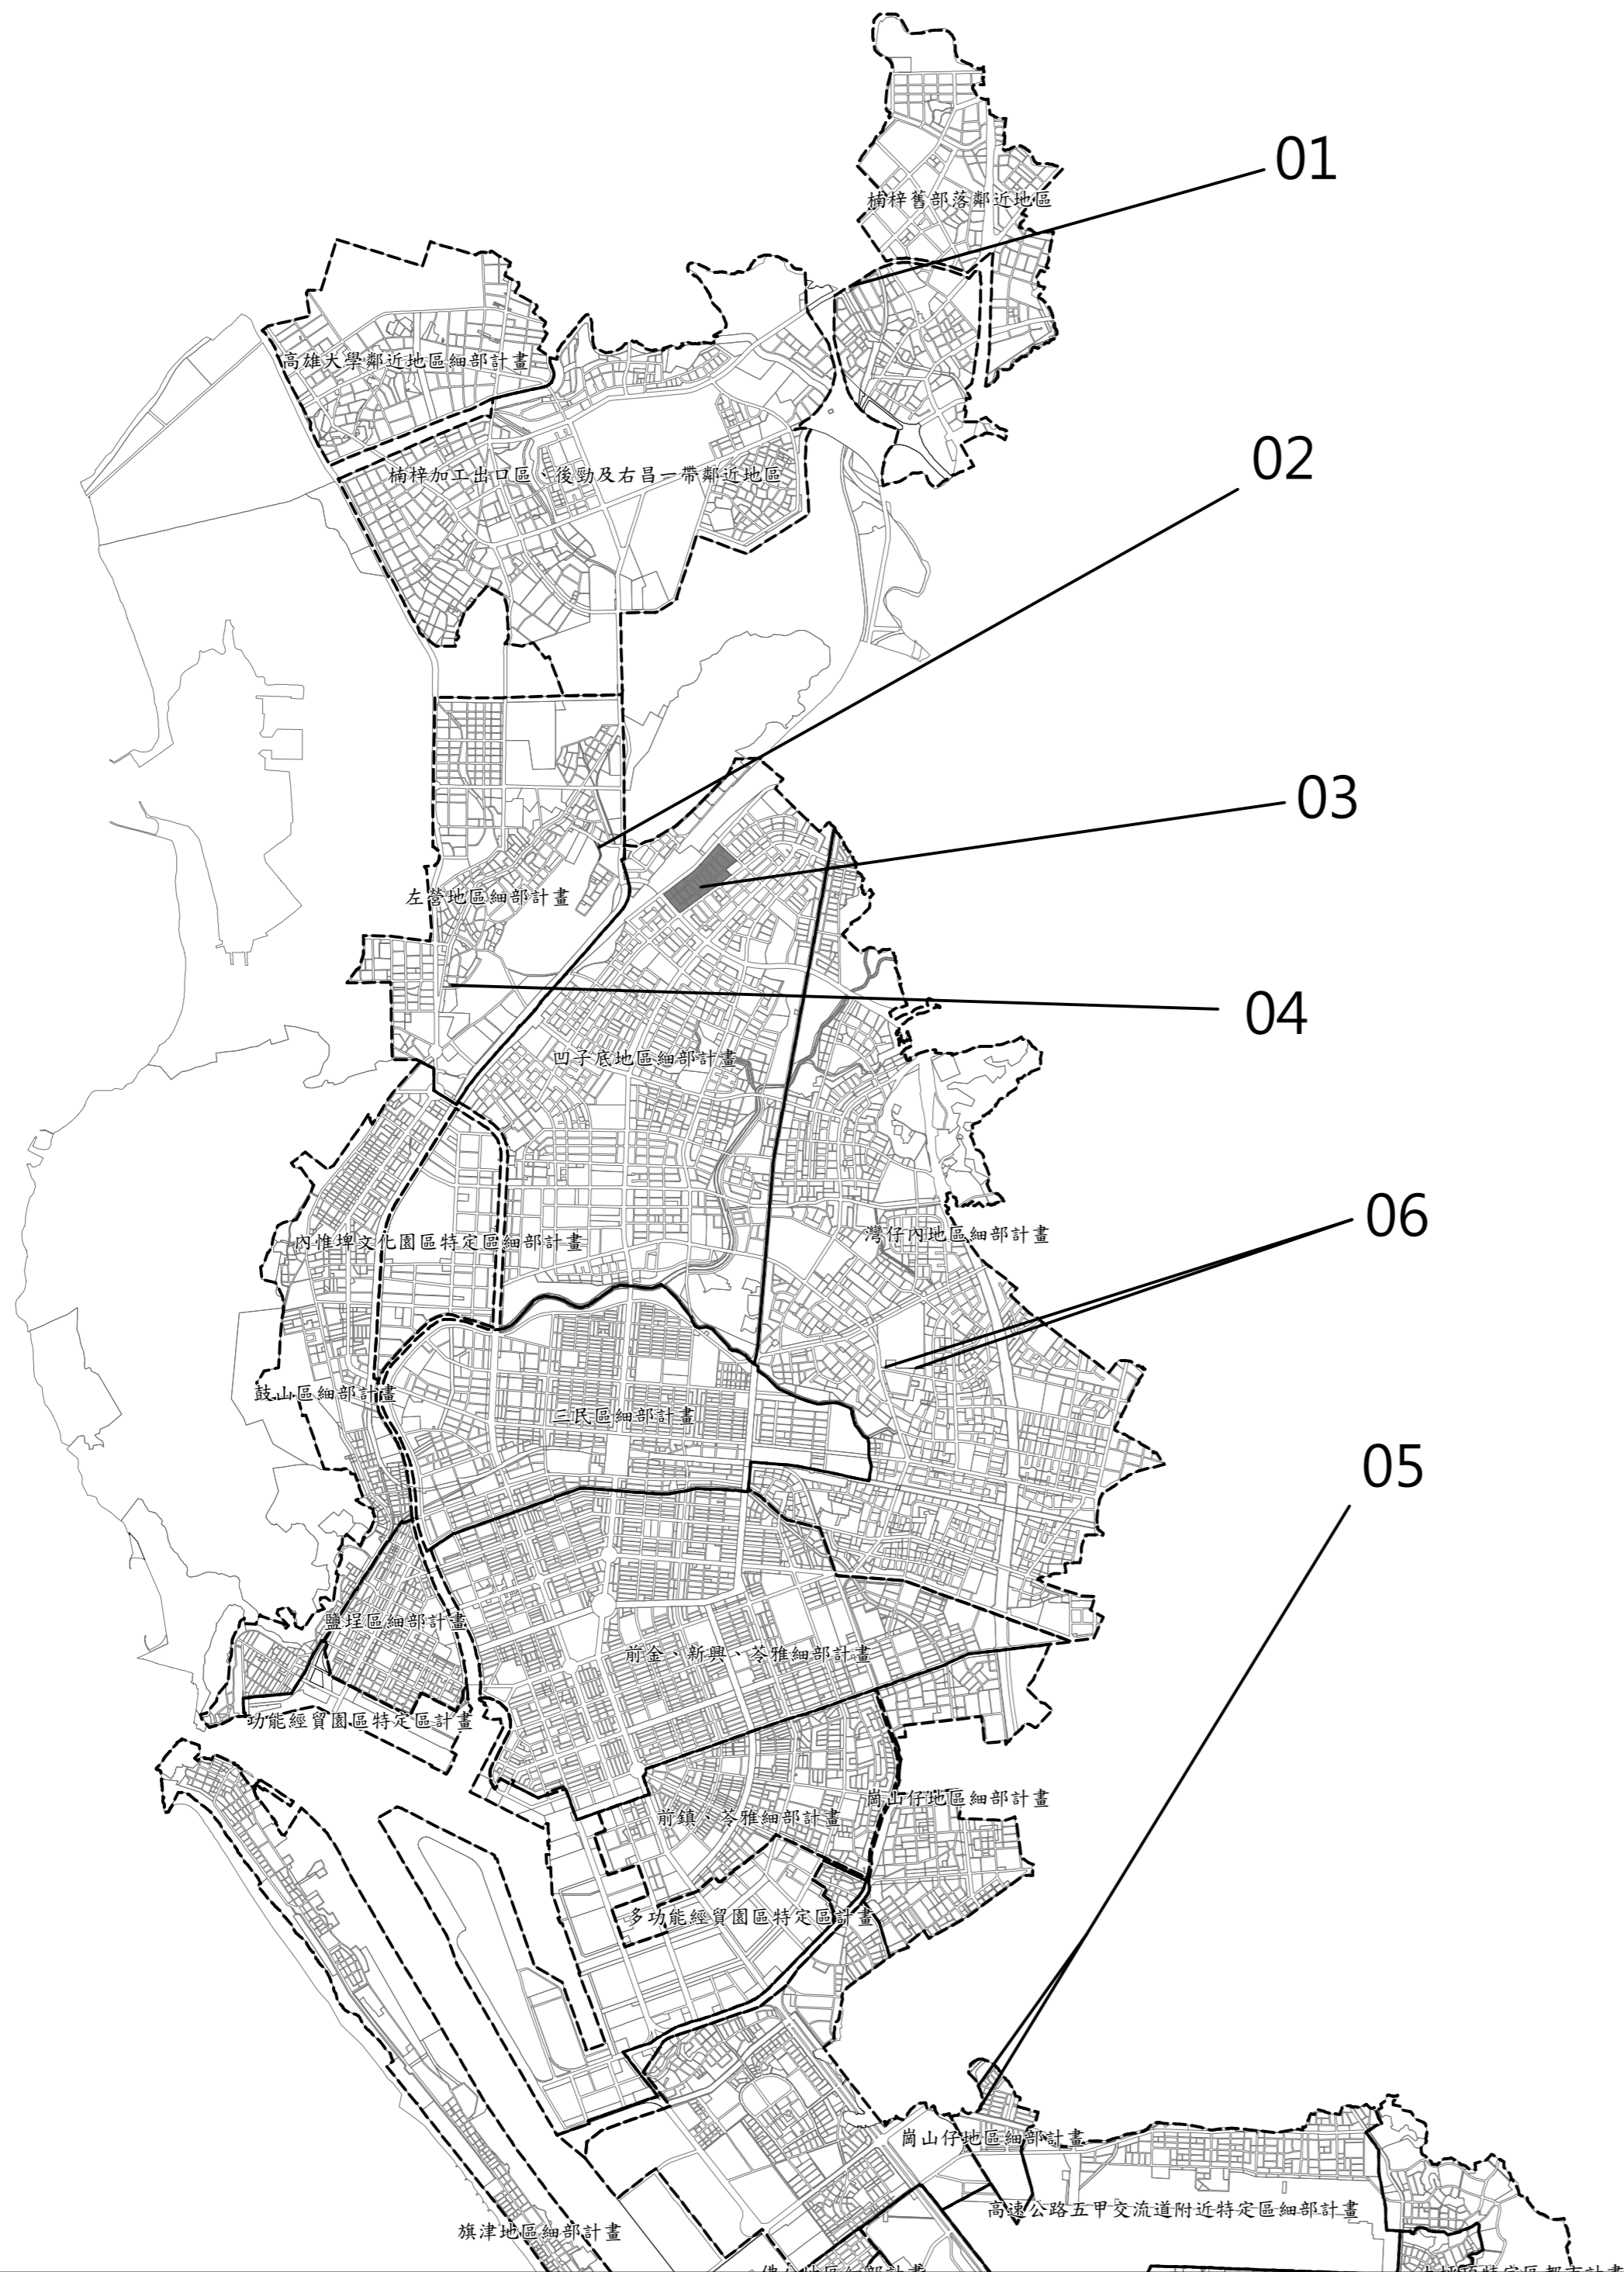 01
楠梓舊部落鄰近地區
高雄大學鄰近地區細部計畫
02
楠梓加工出口區、後勁及右昌一帶鄰近地區
03
左營地區細部計畫
04
凹子底地區細部計畫
06
灣仔內地區細部計畫
內惟埤文化園區特定區細部計畫
鼓山區細部計畫
三民區細部計畫
05
鹽埕區細部計畫
前金、新興、苓雅細部計畫
功能經貿園區特定區計畫
崗山仔地區細部計畫
前鎮、苓雅細部計畫
多功能經貿園區特定區計畫
崗山仔地區細部計畫
高速公路五甲交流道附近特定區細部計畫
旗津地區細部計畫